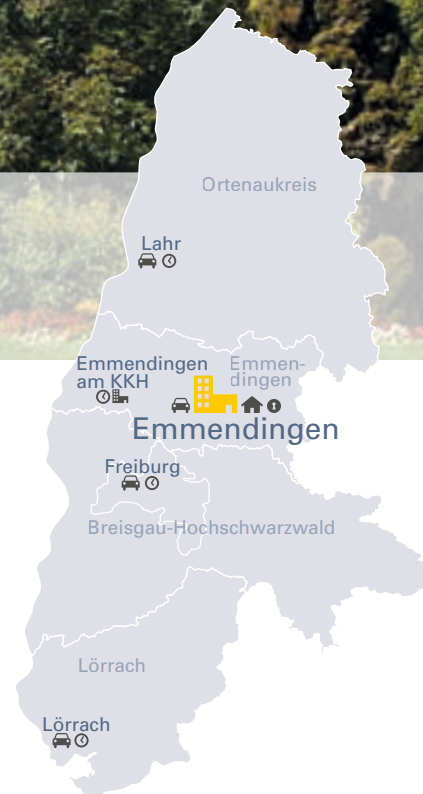 Ortenaukreis
Lahr
Emmendingen
am KKH
Emmen-
dingen
Emmendingen
Freiburg
Breisgau-Hochschwarzwald
Lörrach
Lörrach